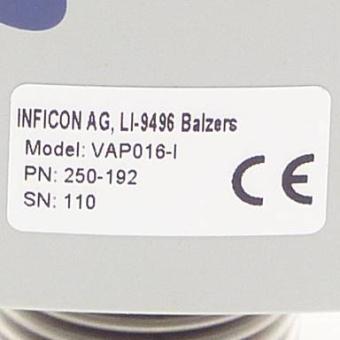 INFICON AG, LI-9496 Balzers
Model: VAP016-I
PN: 250-192
SN: 110
CE